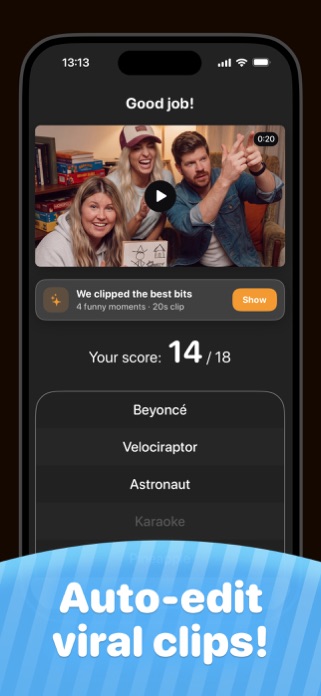 13:13
Good job!
0:20
We clipped the best bits
4 funny moments · 20s clip
Show
Your score: 14 / 18
Beyoncé
Velociraptor
Astronaut
Karaoke
Auto-edit
viral clips!